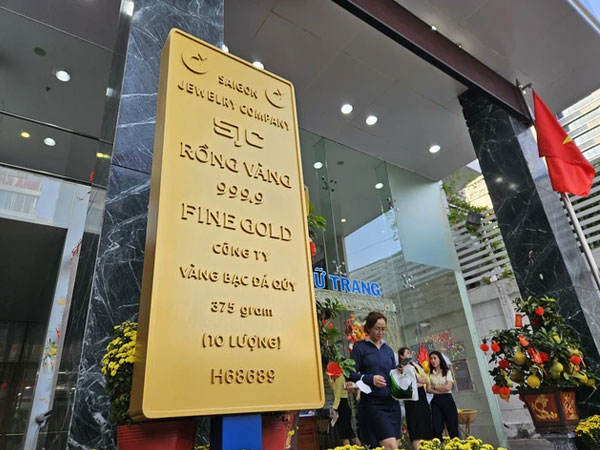 SAIGON
JEWELRY COMPANY
SJC
RỒNG VÀNG
999.9
FINE GOLD
CÔNG TY
VÀNG BẠC ĐÁ QUÝ
375 gram
(10 LƯỢNG)
H68689
Ữ TRANG